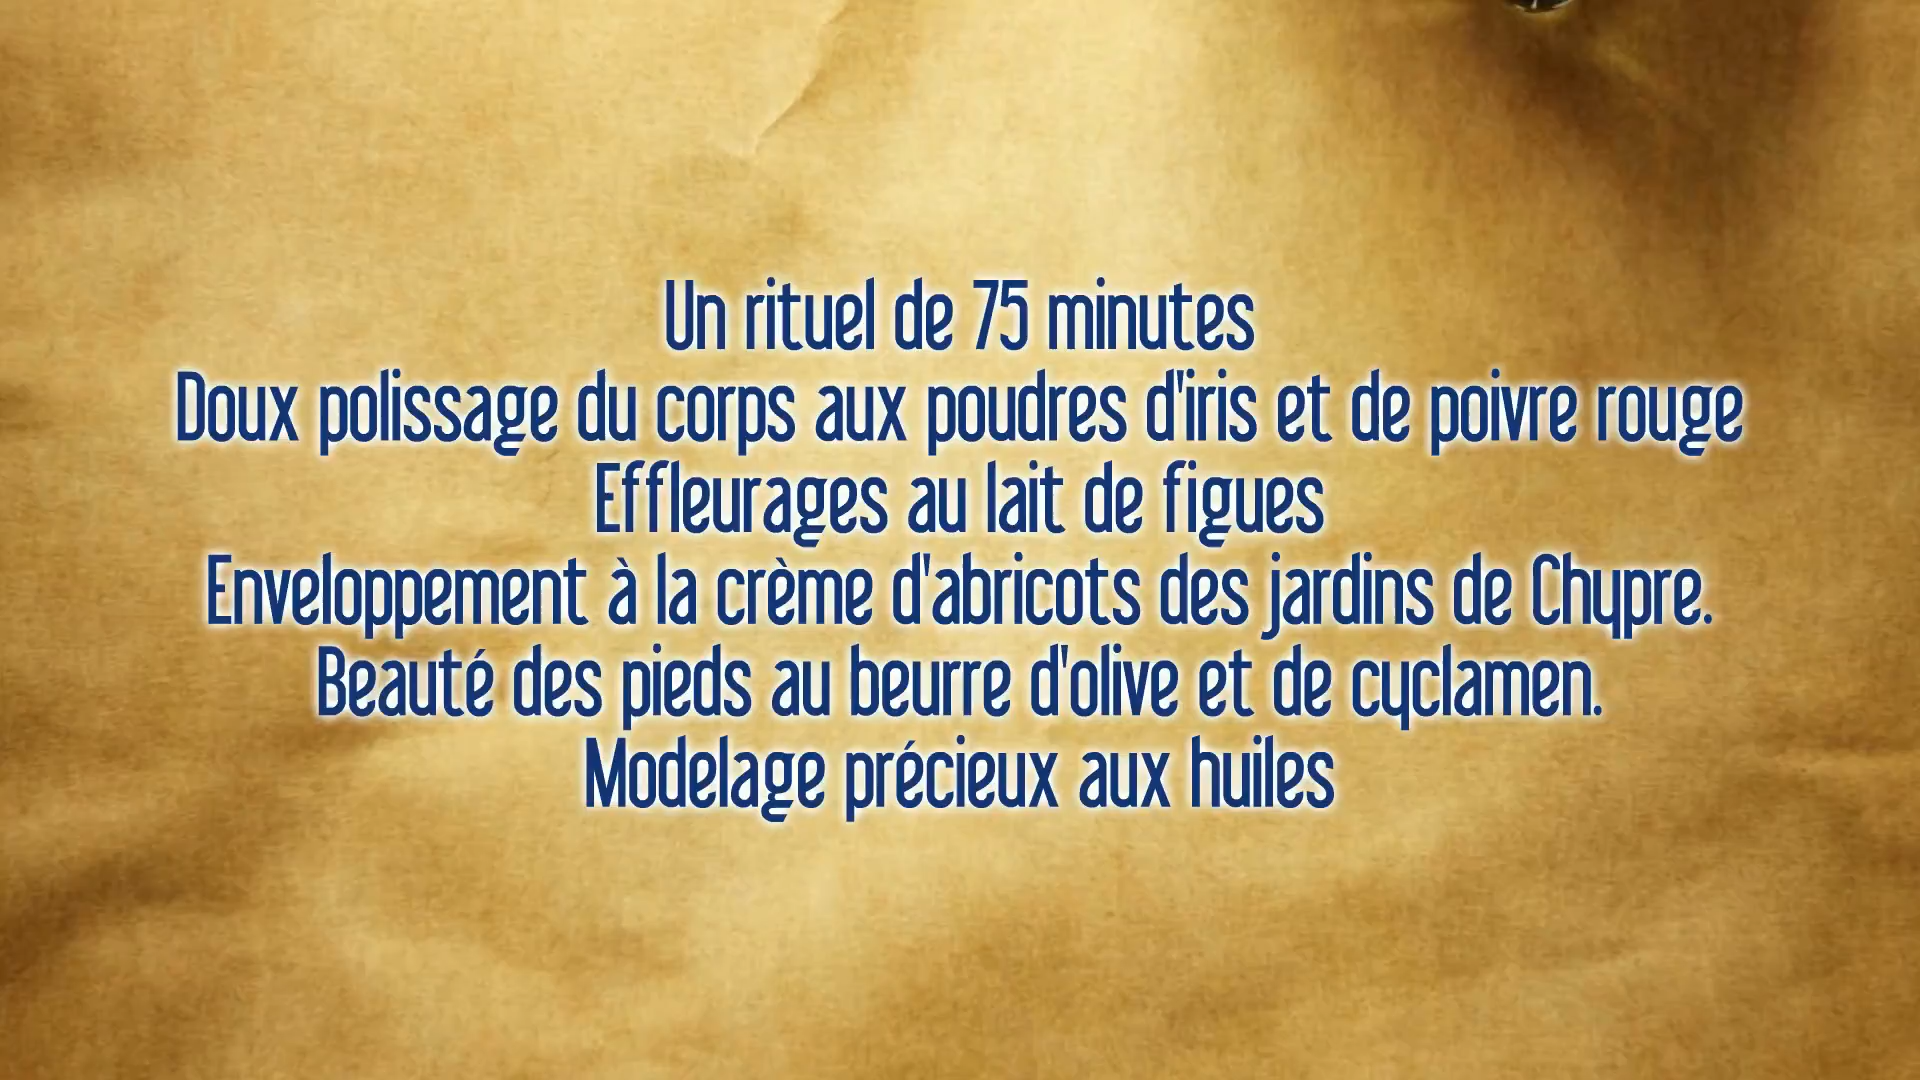 Un rituel de 75 minutes
Doux polissage du corps aux poudres d'iris et de poivre rouge
Effleurages au lait de figues
Enveloppement à la crème d'abricots des jardins de Chypre.
Beauté des pieds au beurre d'olive et de cyclamen.
Modelage précieux aux huiles